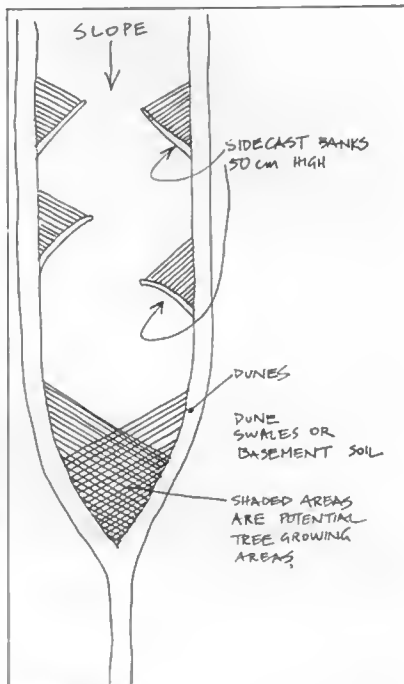 SLOPE
SIDECAST BANKS
50 cm HIGH
DUNES
DUNE
SWALES OR
BASEMENT SOIL
SHADED AREAS
ARE POTENTIAL
TREE GROWING
AREAS.